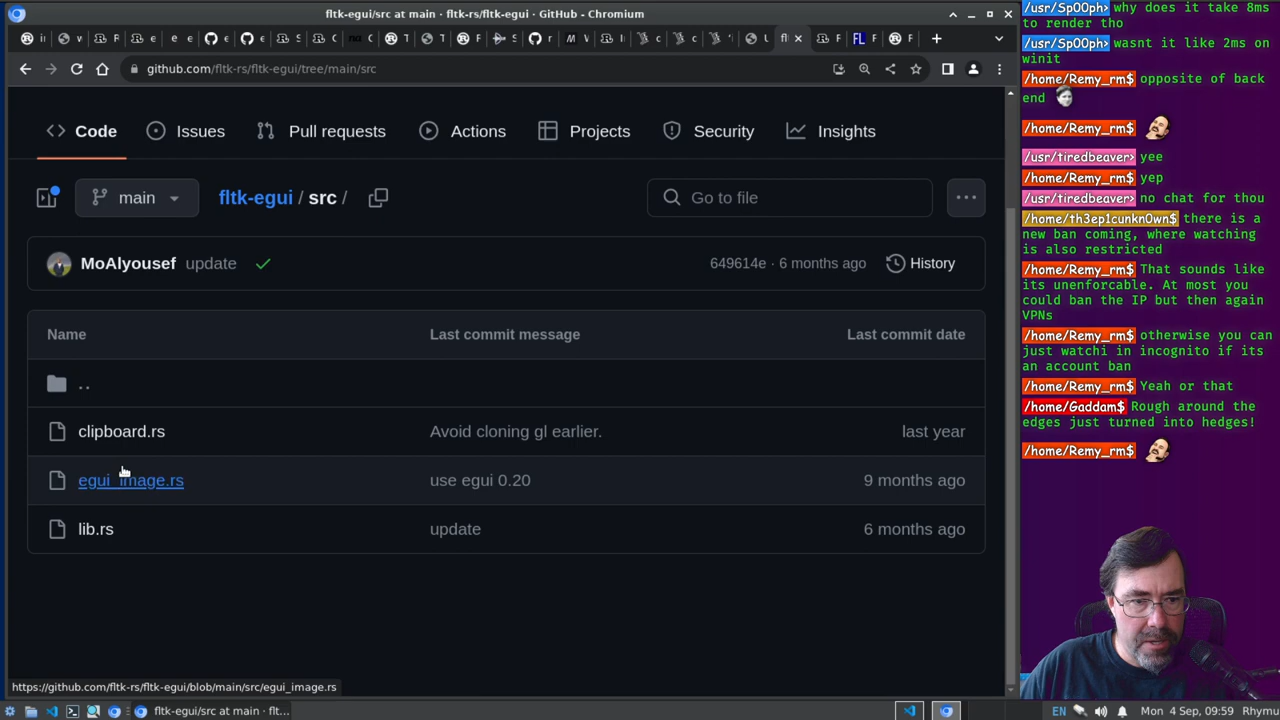 fltk-egui/src at main · fltk-rs/fltk-egui · GitHub - Chromium
github.com/fltk-rs/fltk-egui/tree/main/src
Code
Issues
Pull requests
Actions
Projects
Security
Insights
main
fltk-egui / src /
Go to file
MoAlyousef update
649614e · 6 months ago
History
Name
Last commit message
Last commit date
..
clipboard.rs
Avoid cloning gl earlier.
last year
egui_image.rs
use egui 0.20
9 months ago
lib.rs
update
6 months ago
https://github.com/fltk-rs/fltk-egui/blob/main/src/egui_image.rs
fltk-egui/src at main · flt...
EN
Mon 4 Sep, 09:59
Rhymu
/usr/Sp00ph> why does it take 8ms
to render tho
/usr/Sp00ph> wasnt it like 2ms on
winit
/home/Remy_rm$ opposite of back
end
/home/Remy_rm$
/usr/tiredbeaver> yee
/home/Remy_rm$ yep
/usr/tiredbeaver> no chat for thou
/home/th3ep1cunkn0wn$ there is a
new ban coming, where watching
is also restricted
/home/Remy_rm$ That sounds like
its unenforcable. At most you
could ban the IP but then again
VPNs
/home/Remy_rm$ otherwise you can
just watchi in incognito if its
an account ban
/home/Remy_rm$ Yeah or that
/home/Gaddam$ Rough around the
edges just turned into hedges!
/home/Remy_rm$